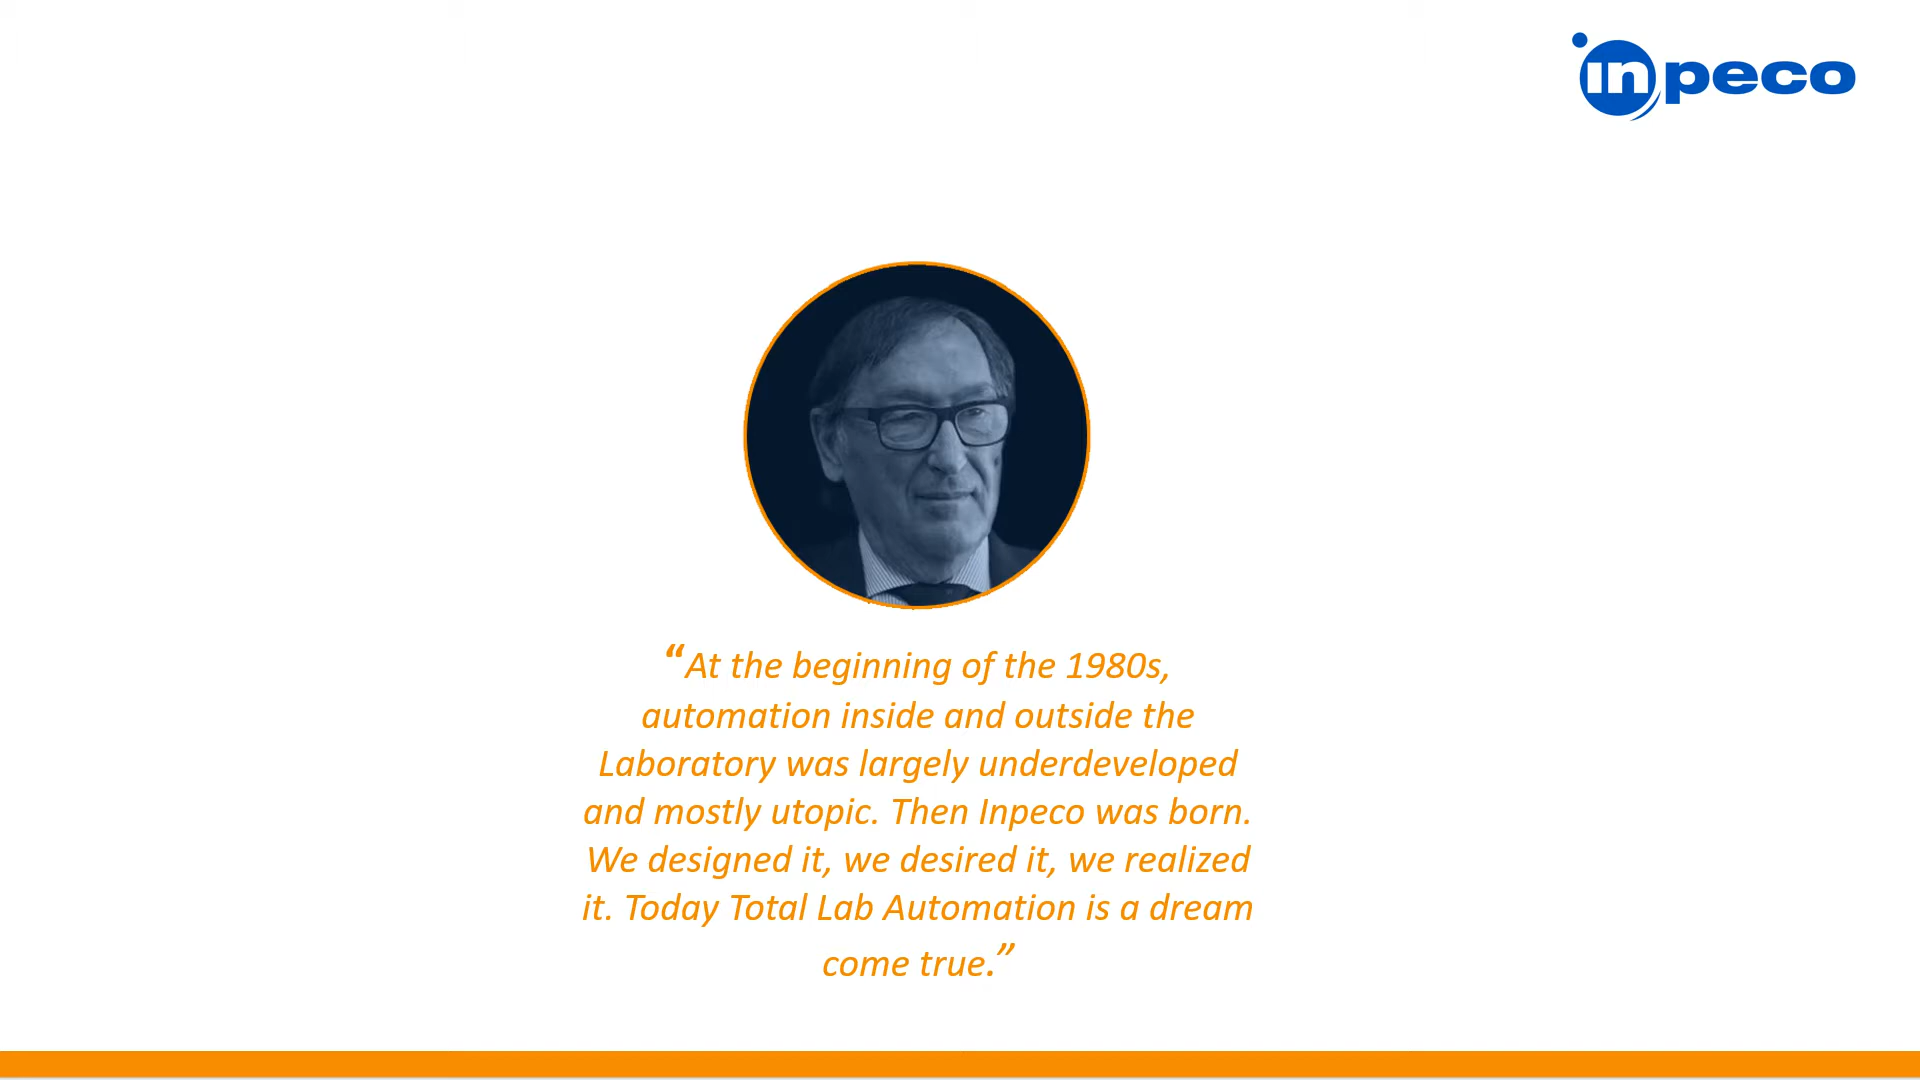 inpeco
“At the beginning of the 1980s,
automation inside and outside the
Laboratory was largely underdeveloped
and mostly utopic. Then Inpeco was born.
We designed it, we desired it, we realized
it. Today Total Lab Automation is a dream
come true.”